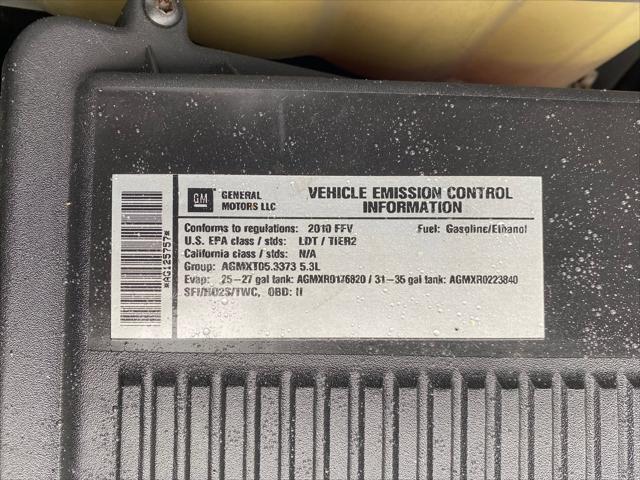 GM GENERAL MOTORS LLC
VEHICLE EMISSION CONTROL INFORMATION
Conforms to regulations: 2010 FFV Fuel: Gasoline/Ethanol
U.S. EPA class / stds: LDT / TIER2
California class / stds: N/A
Group: AGMXT05.3373 5.3L
Evap: 25-27 gal tank: AGMXR0176820 / 31-35 gal tank: AGMXR0223840
SFI/HO2S/TWC, OBD: II
*AG125757*